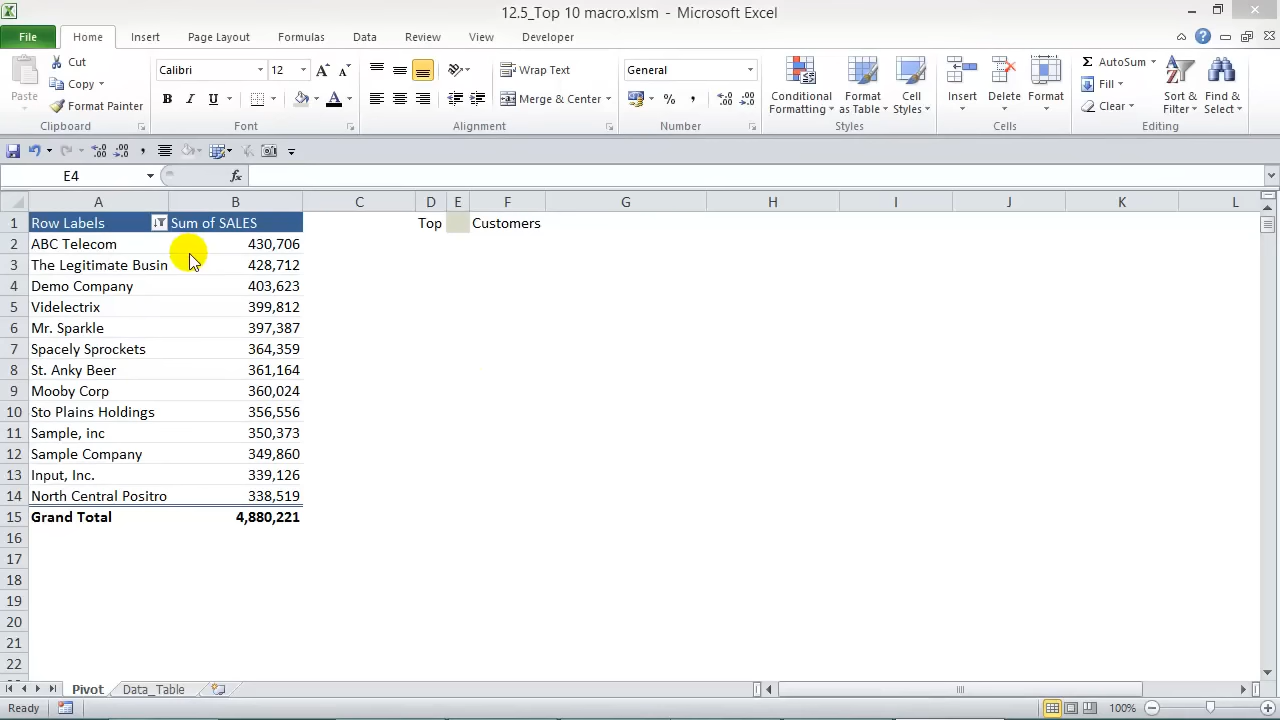 12.5_Top 10 macro.xlsm - Microsoft Excel
File Home Insert Page Layout Formulas Data Review View Developer
Paste Cut Copy Format Painter Clipboard
Calibri 12 A A B I U A Font
Wrap Text Merge & Center Alignment
General % , Number
Conditional Formatting Format as Table Cell Styles Styles
Insert Delete Format Cells
Σ AutoSum Fill Clear Sort & Filter Find & Select Editing
E4 fx
A B C D E F G H I J K L
1 Row Labels Sum of SALES Top Customers
2 ABC Telecom 430,706
3 The Legitimate Busin 428,712
4 Demo Company 403,623
5 Videlectrix 399,812
6 Mr. Sparkle 397,387
7 Spacely Sprockets 364,359
8 St. Anky Beer 361,164
9 Mooby Corp 360,024
10 Sto Plains Holdings 356,556
11 Sample, inc 350,373
12 Sample Company 349,860
13 Input, Inc. 339,126
14 North Central Positro 338,519
15 Grand Total 4,880,221
16
17
18
19
20
21
22
Pivot Data_Table
Ready 100%